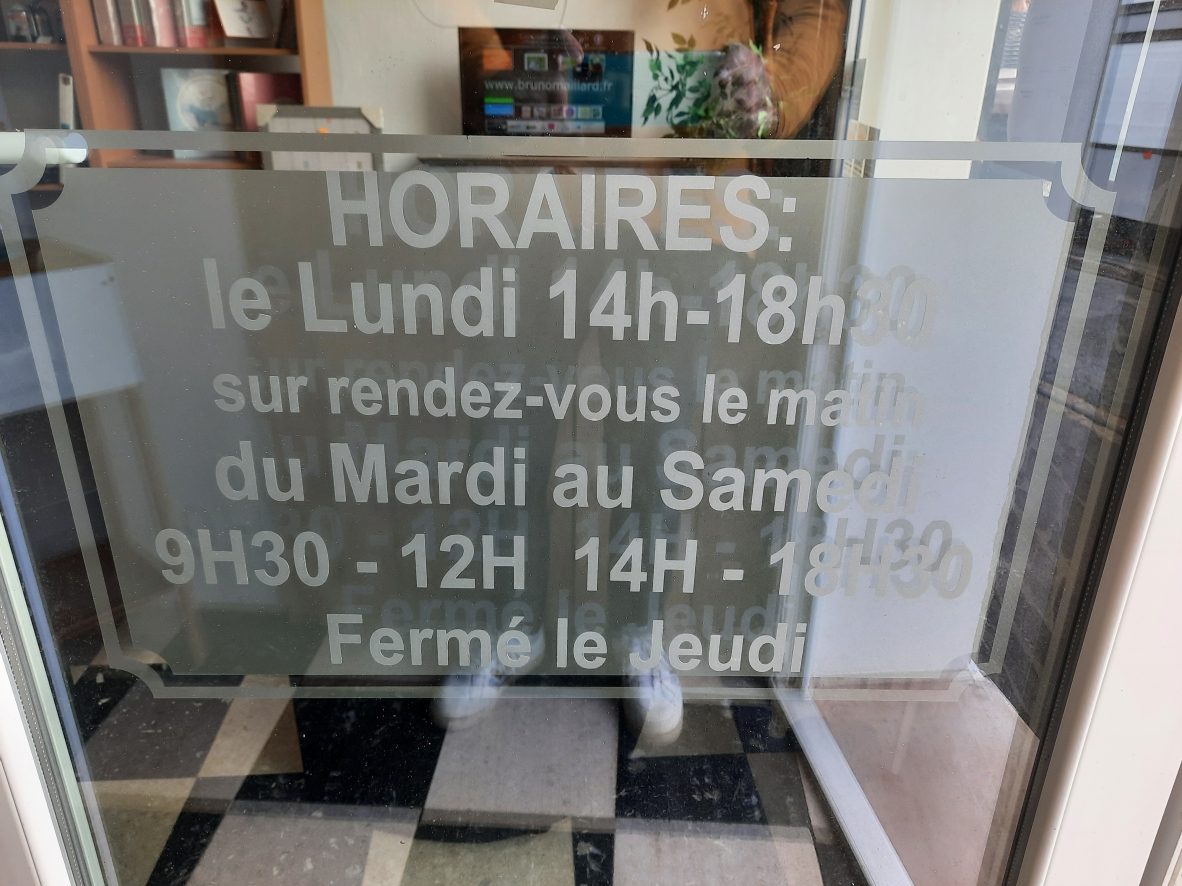 www.brunomaillard.fr
HORAIRES:
le Lundi 14h-18h30
sur rendez-vous le matin
du Mardi au Samedi
9H30 - 12H 14H - 18H30
Fermé le Jeudi